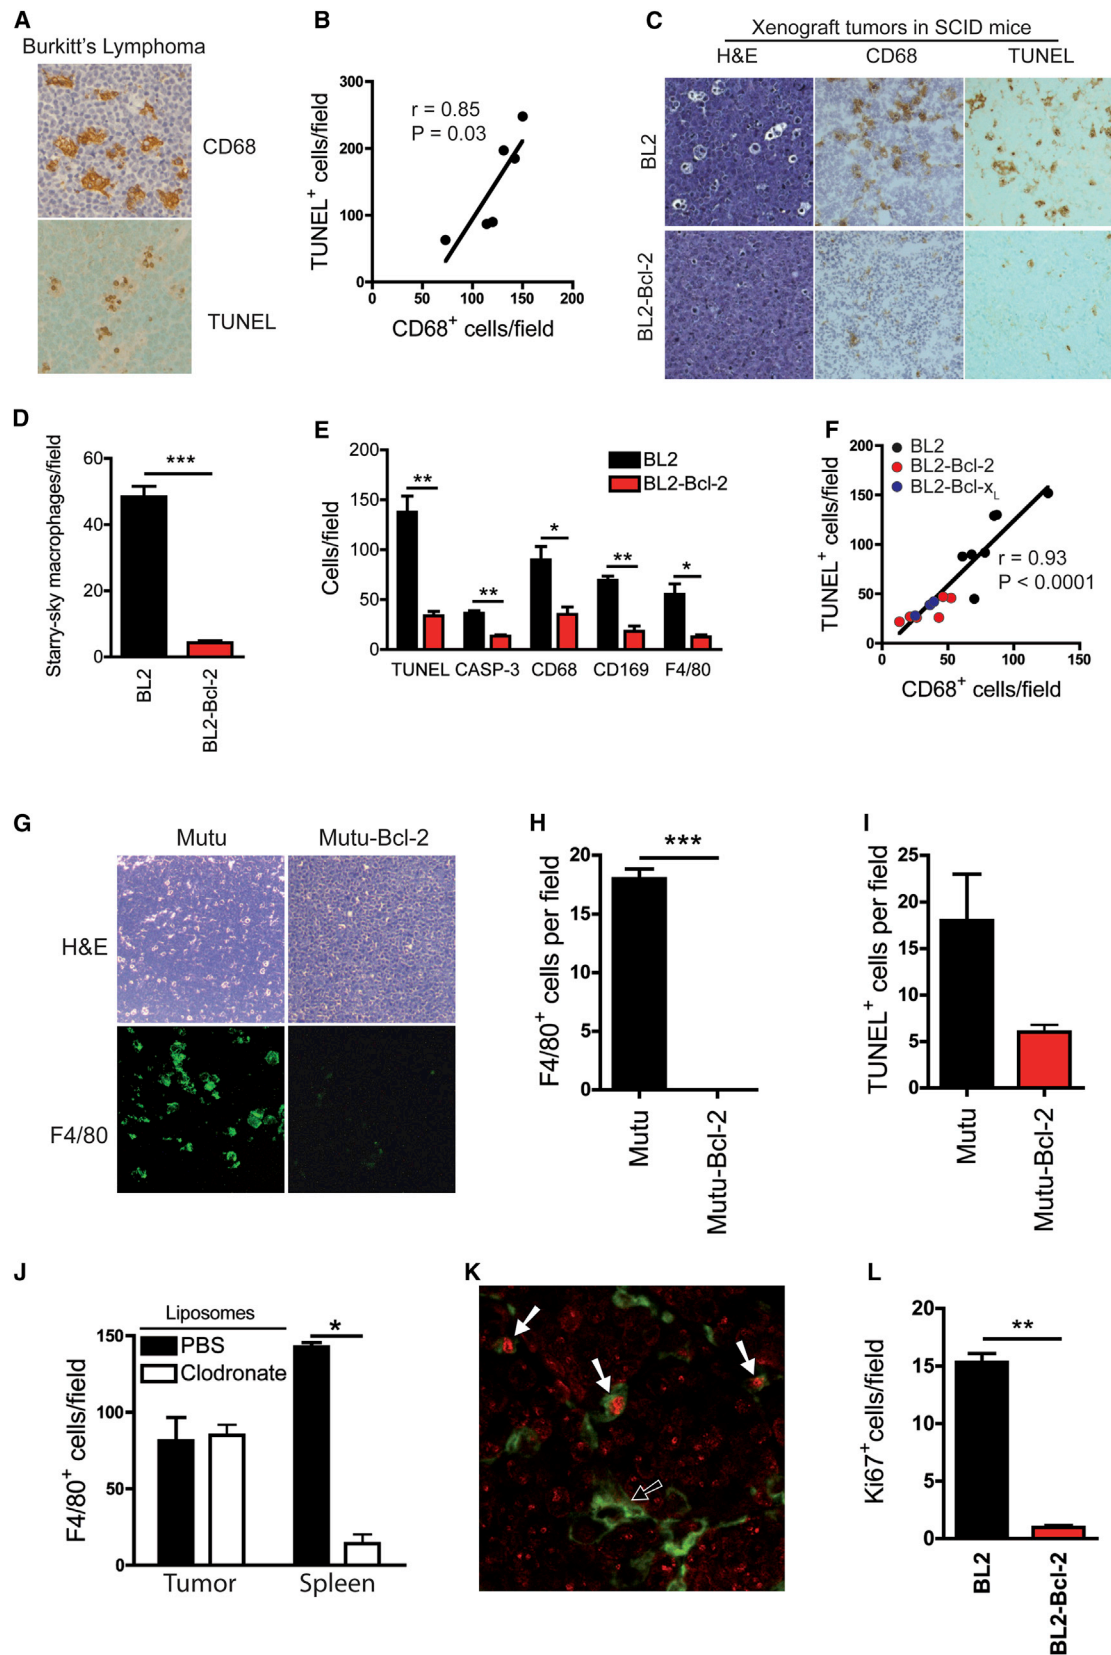 A
Burkitt's Lymphoma
CD68
TUNEL
B
TUNEL+ cells/field
300
200
100
0
r = 0.85
P = 0.03
0 50 100 150 200
CD68+ cells/field
C
Xenograft tumors in SCID mice
H&E CD68 TUNEL
BL2
BL2-Bcl-2
D
Starry-sky macrophages/field
60
40
20
0
***
BL2
BL2-Bcl-2
E
Cells/field
200
150
100
50
0
BL2
BL2-Bcl-2
** ** * ** *
TUNEL CASP-3 CD68 CD169 F4/80
F
TUNEL+ cells/field
200
150
100
50
0
BL2
BL2-Bcl-2
BL2-Bcl-xL
r = 0.93
P < 0.0001
0 50 100 150
CD68+ cells/field
G
Mutu Mutu-Bcl-2
H&E
F4/80
H
F4/80+ cells per field
20
15
10
5
0
***
Mutu
Mutu-Bcl-2
I
TUNEL+ cells per field
25
20
15
10
5
0
Mutu
Mutu-Bcl-2
J
F4/80+ cells/field
Liposomes
PBS
Clodronate
150
100
50
0
*
Tumor Spleen
K
L
Ki67+cells/field
20
15
10
5
0
**
BL2
BL2-Bcl-2